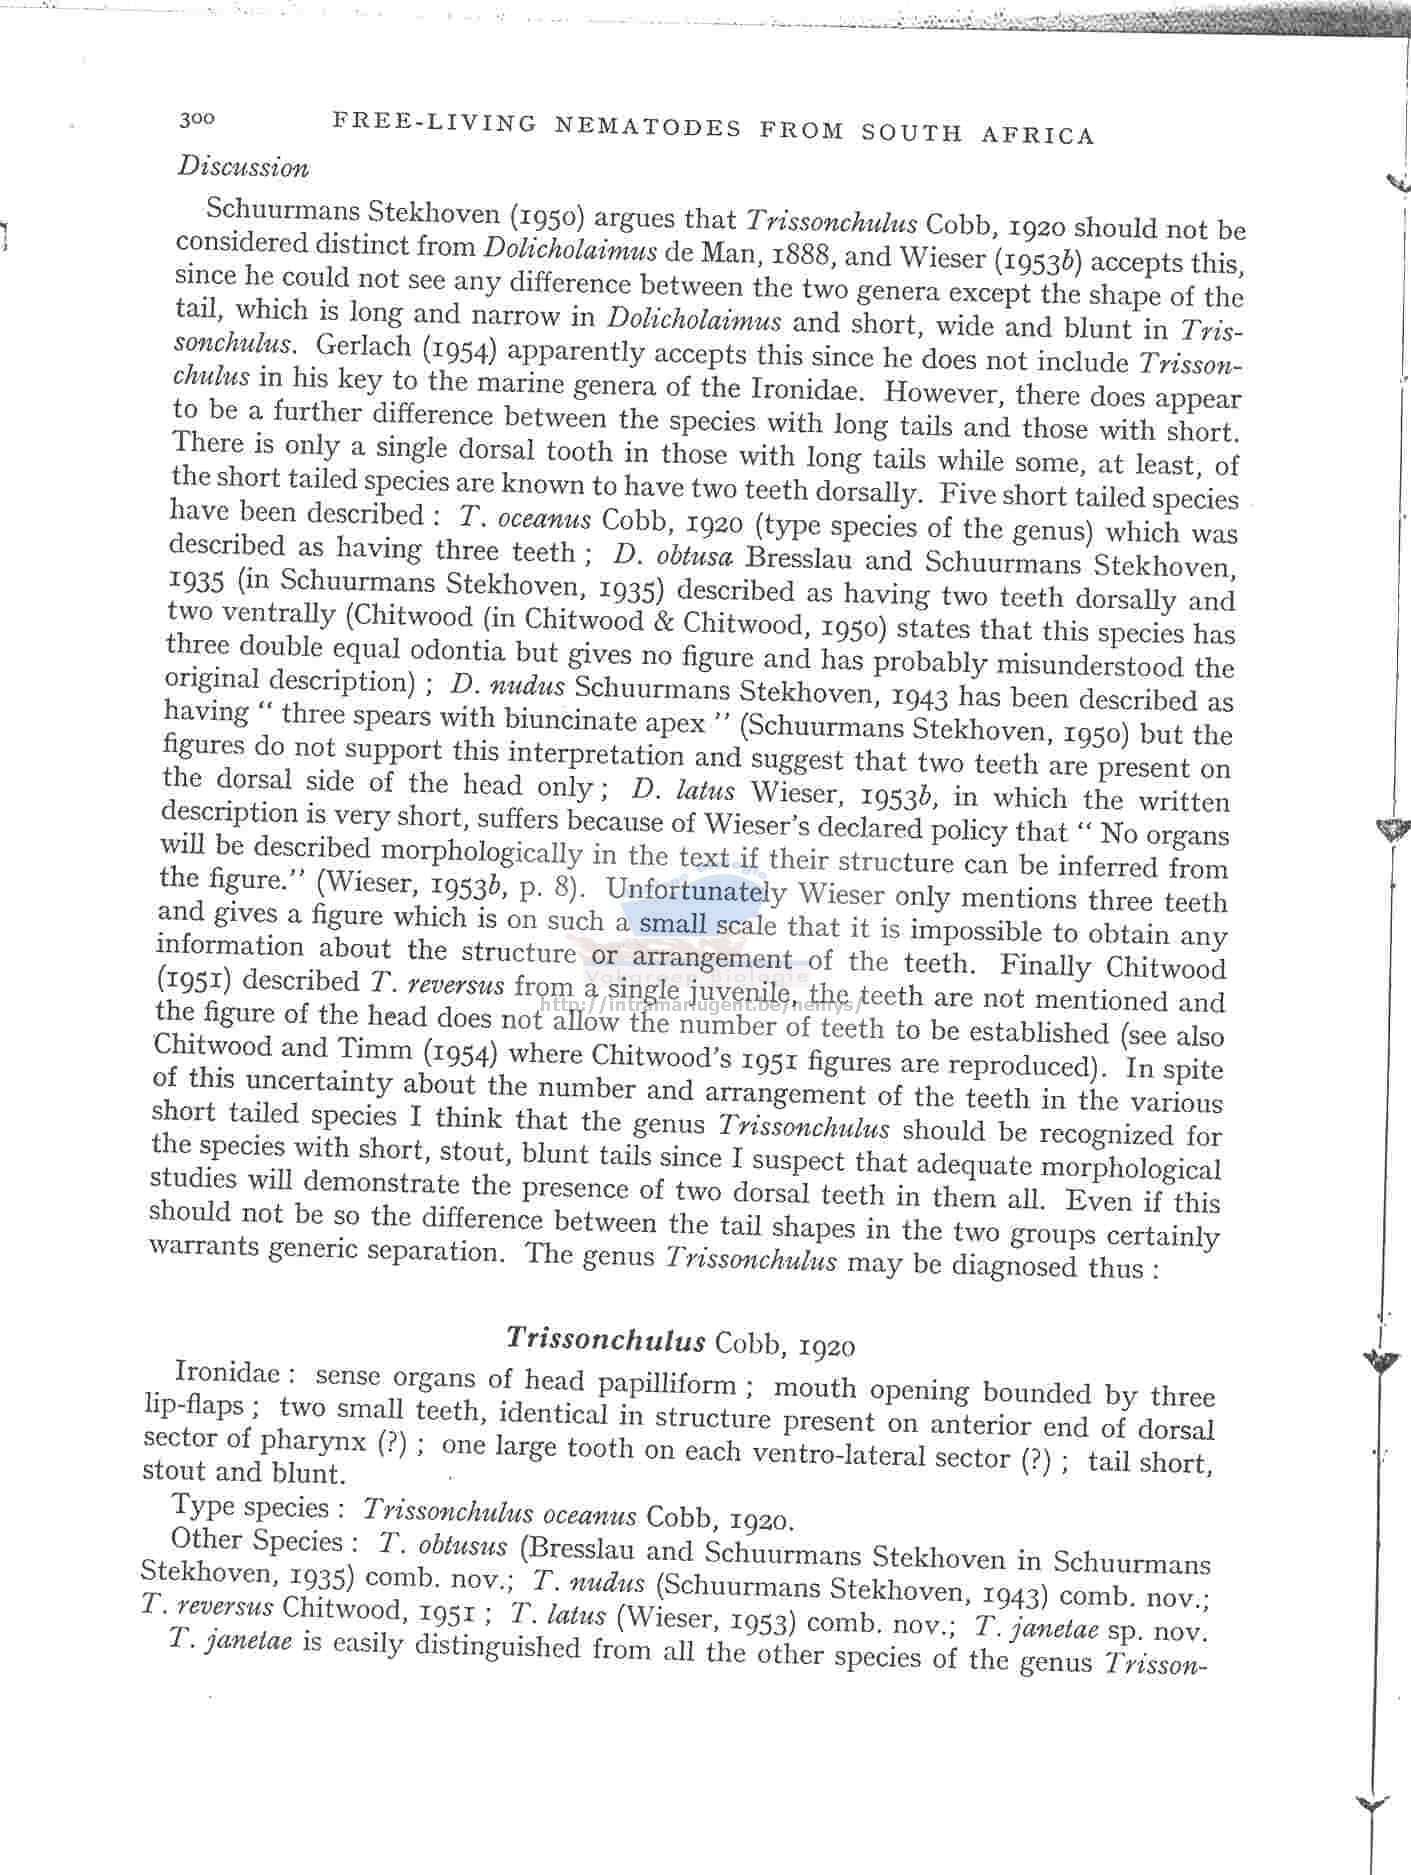 300 FREE-LIVING NEMATODES FROM SOUTH AFRICA
Discussion
Schuurmans Stekhoven (1950) argues that Trissonchulus Cobb, 1920 should not be
considered distinct from Dolicholaimus de Man, 1888, and Wieser (1953b) accepts this,
since he could not see any difference between the two genera except the shape of the
tail, which is long and narrow in Dolicholaimus and short, wide and blunt in Tris-
sonchulus. Gerlach (1954) apparently accepts this since he does not include Trisson-
chulus in his key to the marine genera of the Ironidae. However, there does appear
to be a further difference between the species with long tails and those with short.
There is only a single dorsal tooth in those with long tails while some, at least, of
the short tailed species are known to have two teeth dorsally. Five short tailed species
have been described : T. oceanus Cobb, 1920 (type species of the genus) which was
described as having three teeth ; D. obtusa Bresslau and Schuurmans Stekhoven,
1935 (in Schuurmans Stekhoven, 1935) described as having two teeth dorsally and
two ventrally (Chitwood (in Chitwood & Chitwood, 1950) states that this species has
three double equal odontia but gives no figure and has probably misunderstood the
original description) ; D. nudus Schuurmans Stekhoven, 1943 has been described as
having “ three spears with biuncinate apex ” (Schuurmans Stekhoven, 1950) but the
figures do not support this interpretation and suggest that two teeth are present on
the dorsal side of the head only ; D. latus Wieser, 1953b, in which the written
description is very short, suffers because of Wieser's declared policy that “ No organs
will be described morphologically in the text if their structure can be inferred from
the figure.” (Wieser, 1953b, p. 8). Unfortunately Wieser only mentions three teeth
and gives a figure which is on such a small scale that it is impossible to obtain any
information about the structure or arrangement of the teeth. Finally Chitwood
Vakgroep Biologie
(1951) described T. reversus from a single juvenile, the teeth are not mentioned and
http://intramar.ugent.be/nemys/
the figure of the head does not allow the number of teeth to be established (see also
Chitwood and Timm (1954) where Chitwood's 1951 figures are reproduced). In spite
of this uncertainty about the number and arrangement of the teeth in the various
short tailed species I think that the genus Trissonchulus should be recognized for
the species with short, stout, blunt tails since I suspect that adequate morphological
studies will demonstrate the presence of two dorsal teeth in them all. Even if this
should not be so the difference between the tail shapes in the two groups certainly
warrants generic separation. The genus Trissonchulus may be diagnosed thus :
Trissonchulus Cobb, 1920
Ironidae : sense organs of head papilliform ; mouth opening bounded by three
lip-flaps ; two small teeth, identical in structure present on anterior end of dorsal
sector of pharynx (?) ; one large tooth on each ventro-lateral sector (?) ; tail short,
stout and blunt.
Type species : Trissonchulus oceanus Cobb, 1920.
Other Species : T. obtusus (Bresslau and Schuurmans Stekhoven in Schuurmans
Stekhoven, 1935) comb. nov.; T. nudus (Schuurmans Stekhoven, 1943) comb. nov.;
T. reversus Chitwood, 1951 ; T. latus (Wieser, 1953) comb. nov.; T. janetae sp. nov.
T. janetae is easily distinguished from all the other species of the genus Trisson-